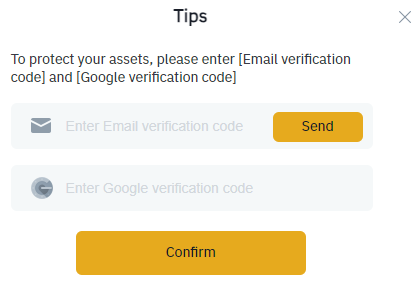 Tips
To protect your assets, please enter [Email verification
code] and [Google verification code]
Enter Email verification code
Send
Enter Google verification code
Confirm